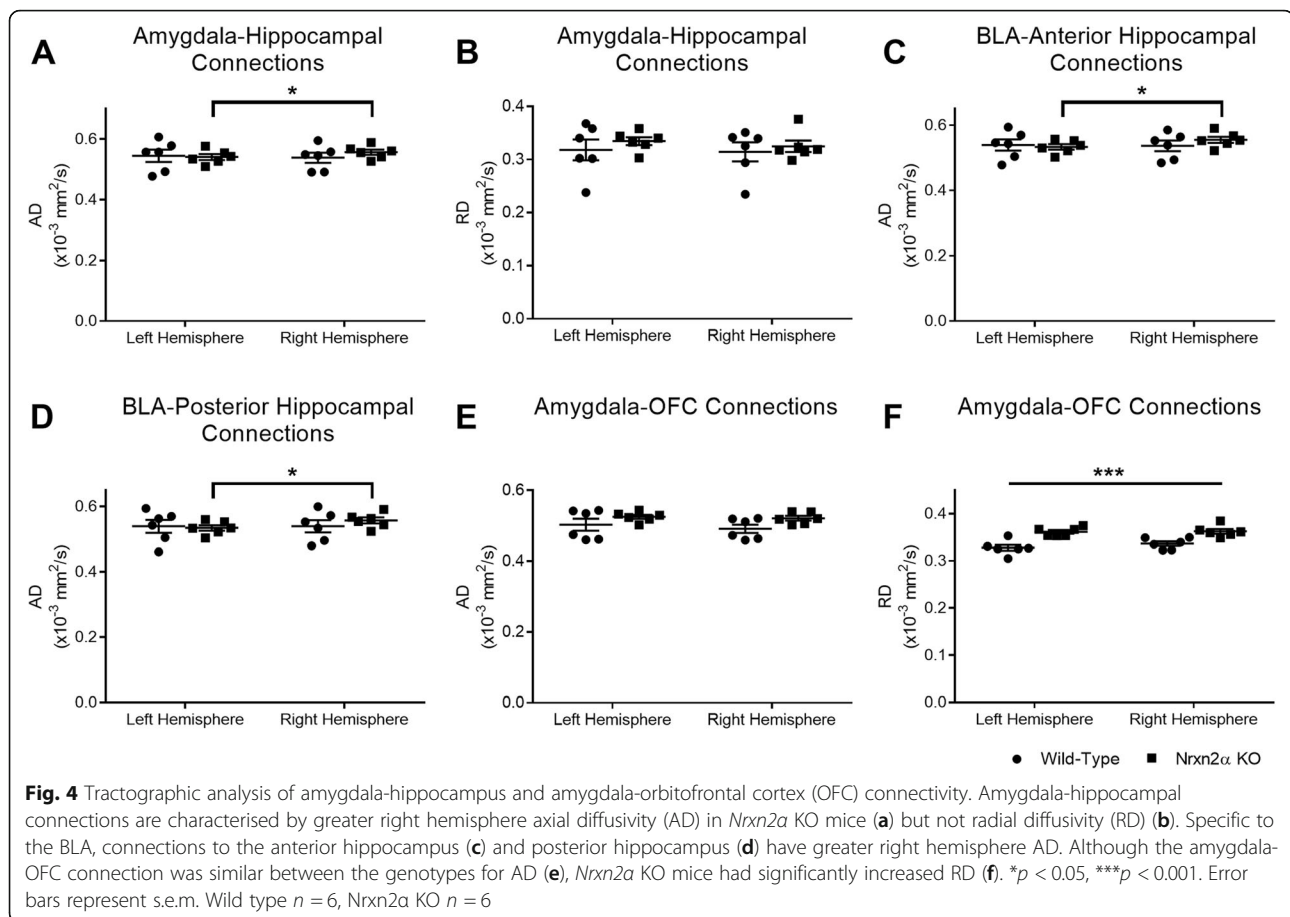 A
Amygdala-Hippocampal
Connections
*
0.6
0.4
0.2
0.0
AD
(x10⁻³ mm²/s)
Left Hemisphere
Right Hemisphere
B
Amygdala-Hippocampal
Connections
0.4
0.3
0.2
0.1
0.0
RD
(x10⁻³ mm²/s)
Left Hemisphere
Right Hemisphere
C
BLA-Anterior Hippocampal
Connections
*
0.6
0.4
0.2
0.0
AD
(x10⁻³ mm²/s)
Left Hemisphere
Right Hemisphere
D
BLA-Posterior Hippocampal
Connections
*
0.6
0.4
0.2
0.0
AD
(x10⁻³ mm²/s)
Left Hemisphere
Right Hemisphere
E
Amygdala-OFC Connections
0.6
0.4
0.2
0.0
AD
(x10⁻³ mm²/s)
Left Hemisphere
Right Hemisphere
F
Amygdala-OFC Connections
***
0.4
0.3
0.2
0.1
0.0
RD
(x10⁻³ mm²/s)
Left Hemisphere
Right Hemisphere
Wild-Type
Nrxn2α KO
Fig. 4 Tractographic analysis of amygdala-hippocampus and amygdala-orbitofrontal cortex (OFC) connectivity. Amygdala-hippocampal
connections are characterised by greater right hemisphere axial diffusivity (AD) in Nrxn2α KO mice (a) but not radial diffusivity (RD) (b). Specific to
the BLA, connections to the anterior hippocampus (c) and posterior hippocampus (d) have greater right hemisphere AD. Although the amygdala-
OFC connection was similar between the genotypes for AD (e), Nrxn2α KO mice had significantly increased RD (f). *p < 0.05, ***p < 0.001. Error
bars represent s.e.m. Wild type n = 6, Nrxn2α KO n = 6